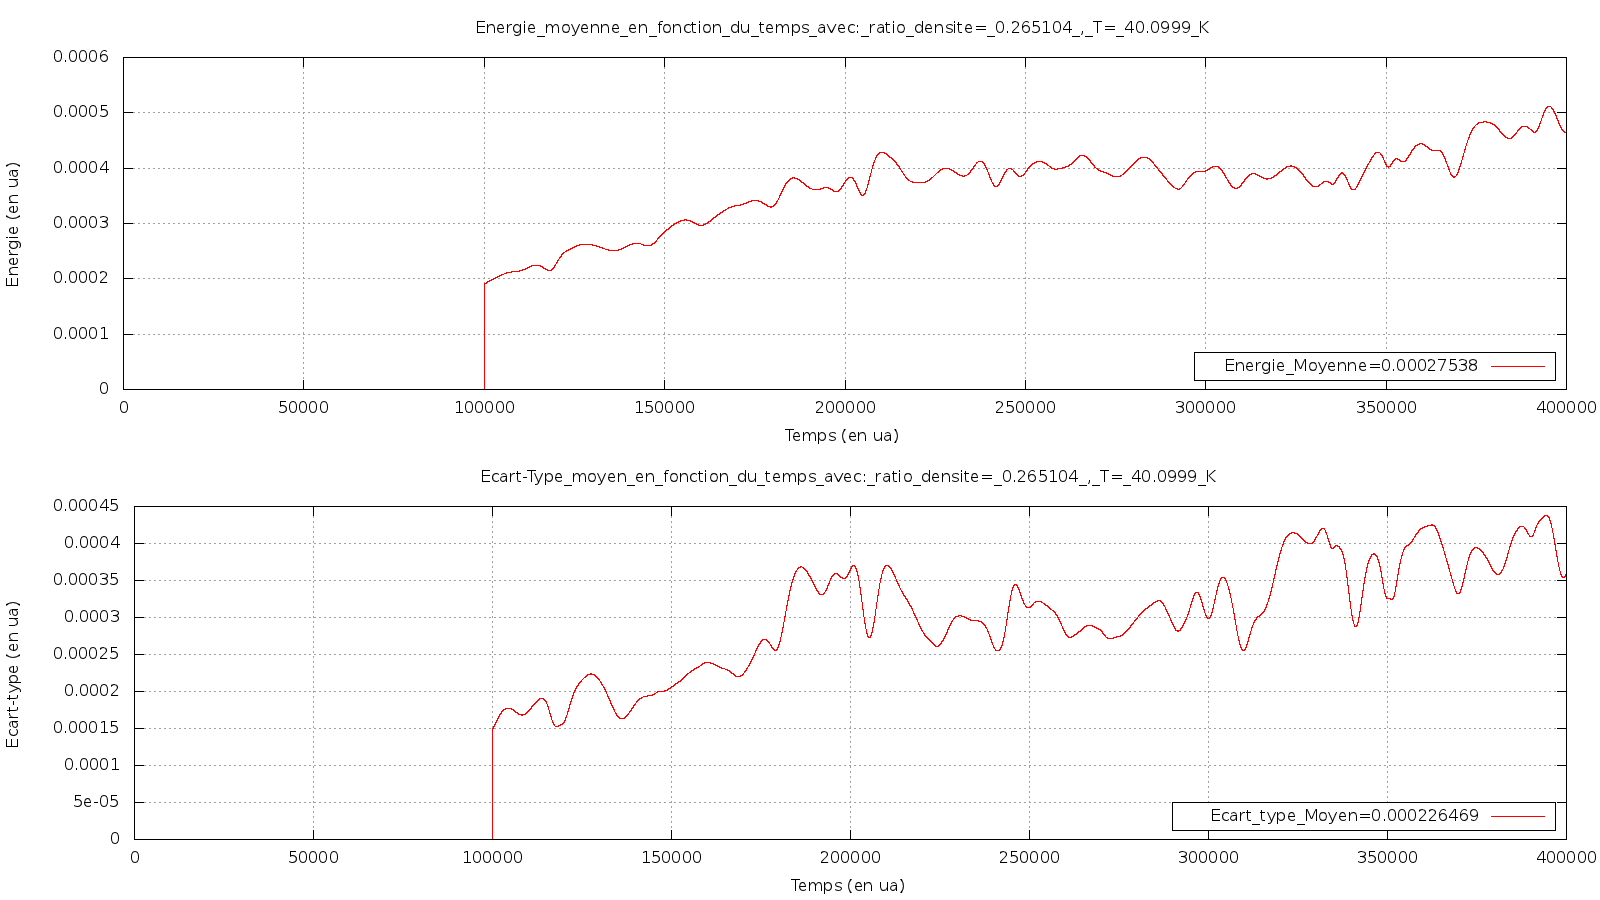 Energie_moyenne_en_fonction_du_temps_avec:_ratio_densite=_0.265104_,_T=_40.0999_K
0.0006
0.0005
0.0004
0.0003
0.0002
0.0001
0
Energie (en ua)
Energie_Moyenne=0.00027538
0 50000 100000 150000 200000 250000 300000 350000 400000
Temps (en ua)
Ecart-Type_moyen_en_fonction_du_temps_avec:_ratio_densite=_0.265104_,_T=_40.0999_K
0.00045
0.0004
0.00035
0.0003
0.00025
0.0002
0.00015
0.0001
5e-05
0
Ecart-type (en ua)
Ecart_type_Moyen=0.000226469
0 50000 100000 150000 200000 250000 300000 350000 400000
Temps (en ua)